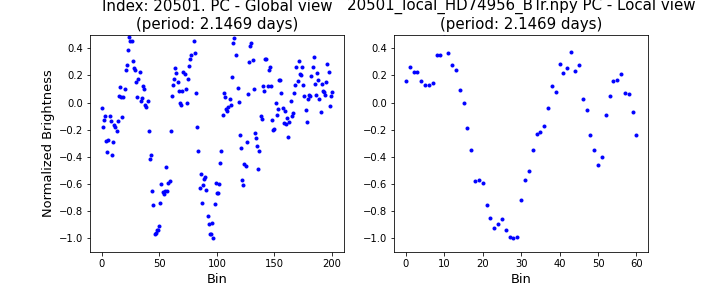 Index: 20501. PC - Global view
(period: 2.1469 days)
20501_local_HD74956_BTfr.npy PC - Local view
(period: 2.1469 days)
Normalized Brightness
0.4
0.2
0.0
−0.2
−0.4
−0.6
−0.8
−1.0
0 50 100 150 200
Bin
0.4
0.2
0.0
−0.2
−0.4
−0.6
−0.8
−1.0
0 10 20 30 40 50 60
Bin